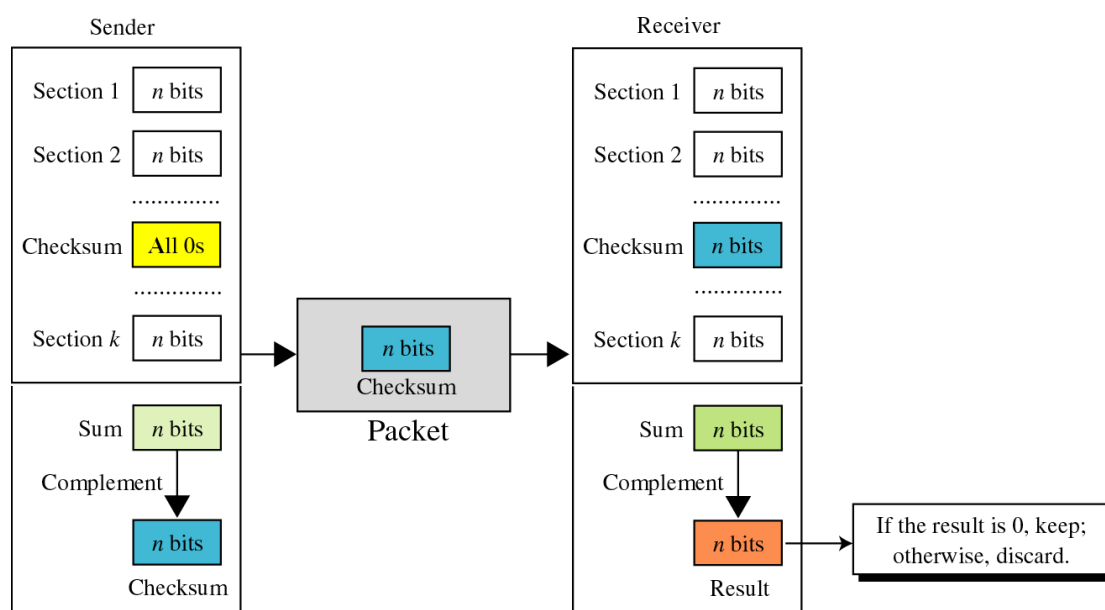 Sender
Section 1 n bits
Section 2 n bits
..............
Checksum All 0s
..............
Section k n bits
Sum n bits
Complement
n bits
Checksum
n bits
Checksum
Packet
Receiver
Section 1 n bits
Section 2 n bits
..............
Checksum n bits
..............
Section k n bits
Sum n bits
Complement
n bits
Result
If the result is 0, keep;
otherwise, discard.